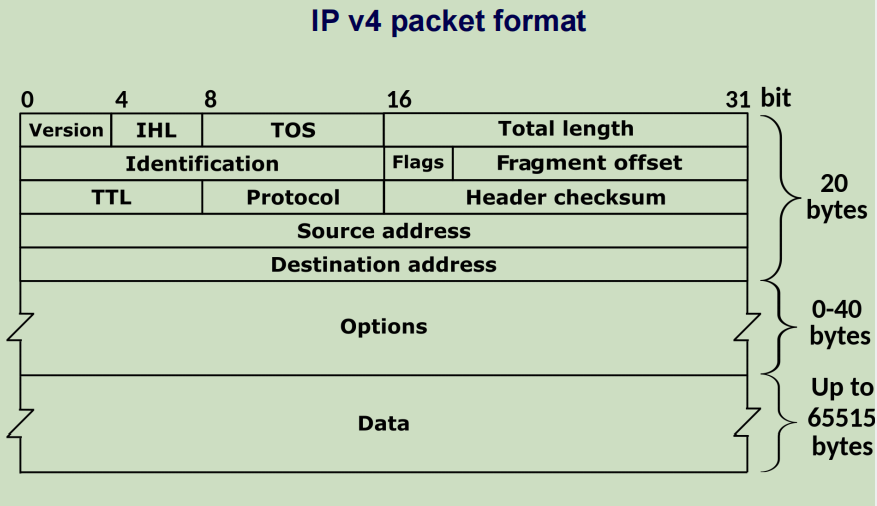 IP v4 packet format
0 4 8 16 31 bit
Version IHL TOS Total length
Identification Flags Fragment offset
TTL Protocol Header checksum
20
bytes
Source address
Destination address
Options
0-40
bytes
Data
Up to
65515
bytes